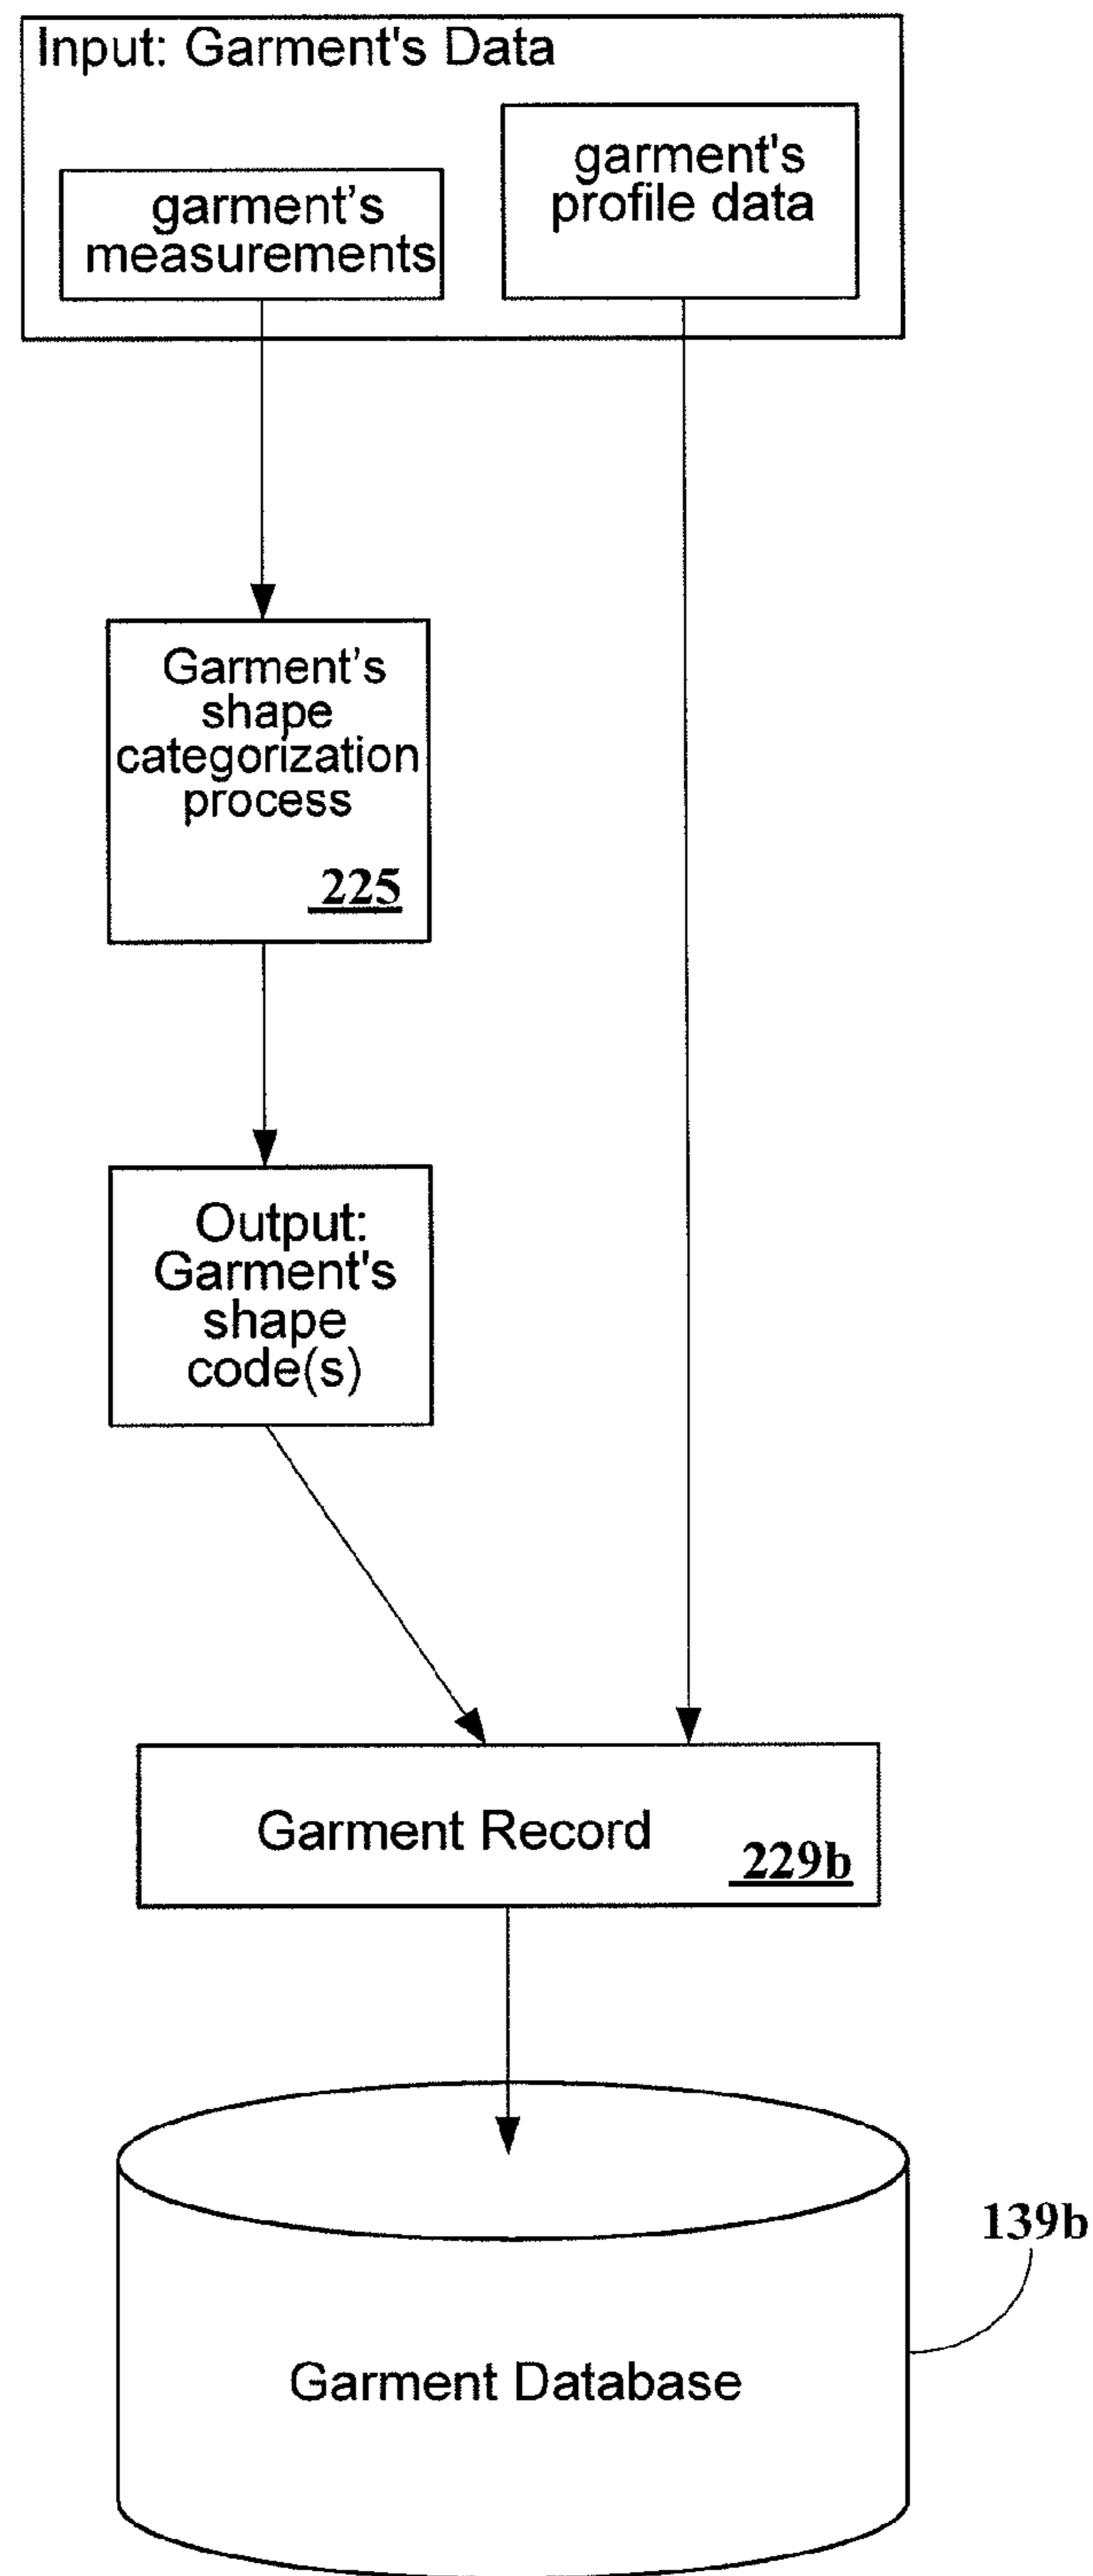 Input: Garment's Data
garment's
measurements
garment's
profile data
Garment's
shape
categorization
process
225
Output:
Garment's
shape
code(s)
Garment Record
229b
139b
Garment Database